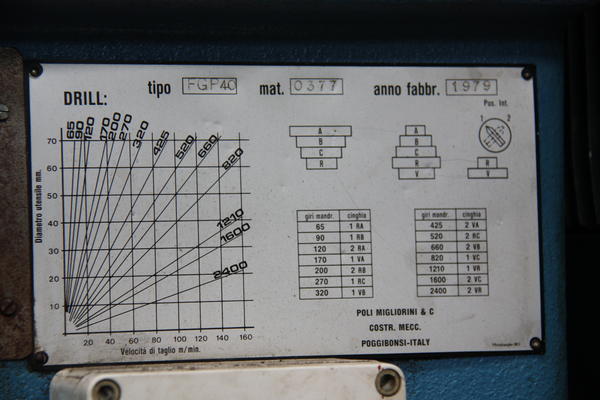 DRILL: tipo FGP40 mat. 0377 anno fabbr. 1979
Pos. Int.
1 2
65 90 120 170 200 270 320 425 520 660 820
1210
1600
2400
Diametro utensile mm.
70
60
50
40
30
20
10
20 40 60 80 100 120 140 160
Velocità di taglio m/min.
A
B
C
R
A
B
C
R
V
R
V
giri mandr. cinghia
65 1 RA
90 1 RB
120 2 RA
170 1 VA
200 2 RB
270 1 RC
320 1 VB
giri mandr. cinghia
425 2 VA
520 2 RC
660 2 VB
820 1 VC
1210 1 VR
1600 2 VC
2400 2 VR
POLI MIGLIORINI & C
COSTR. MECC.
POGGIBONSI-ITALY